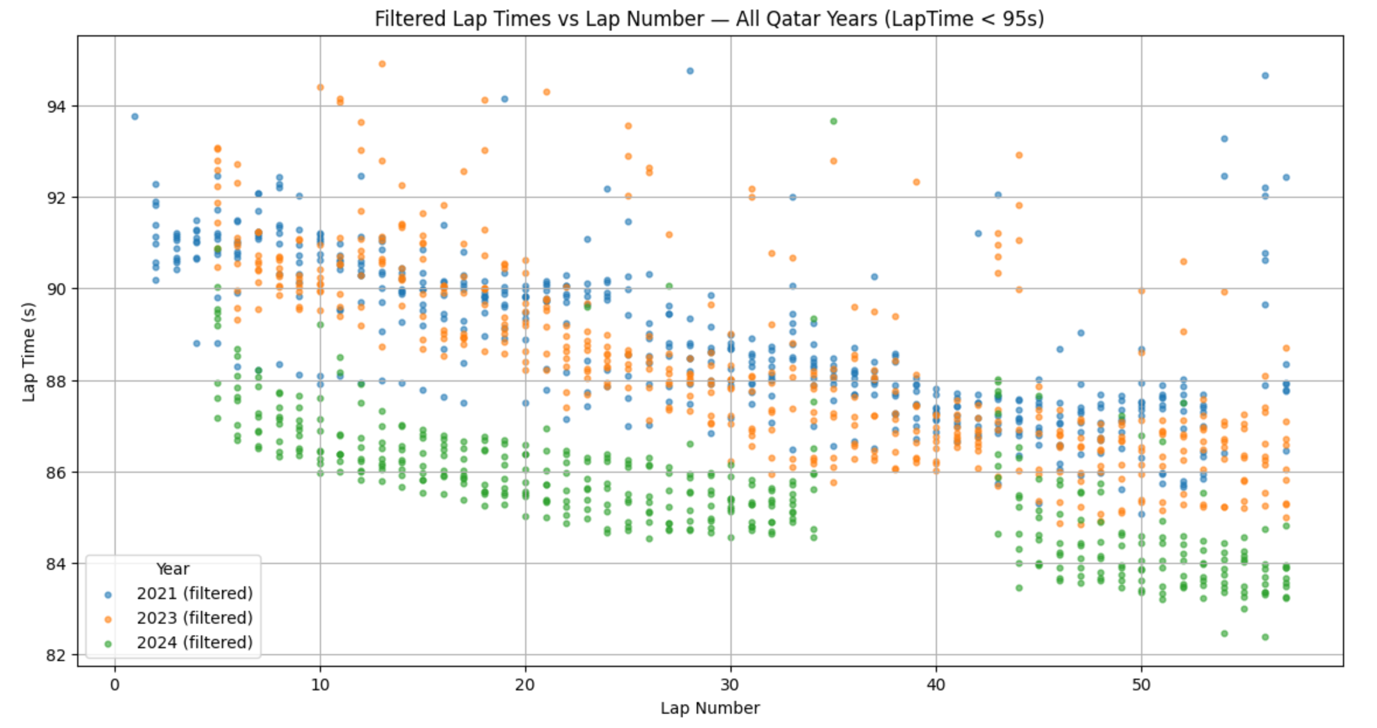 Filtered Lap Times vs Lap Number — All Qatar Years (LapTime < 95s)
Lap Time (s)
94
92
90
88
86
84
82
Year
2021 (filtered)
2023 (filtered)
2024 (filtered)
0 10 20 30 40 50
Lap Number